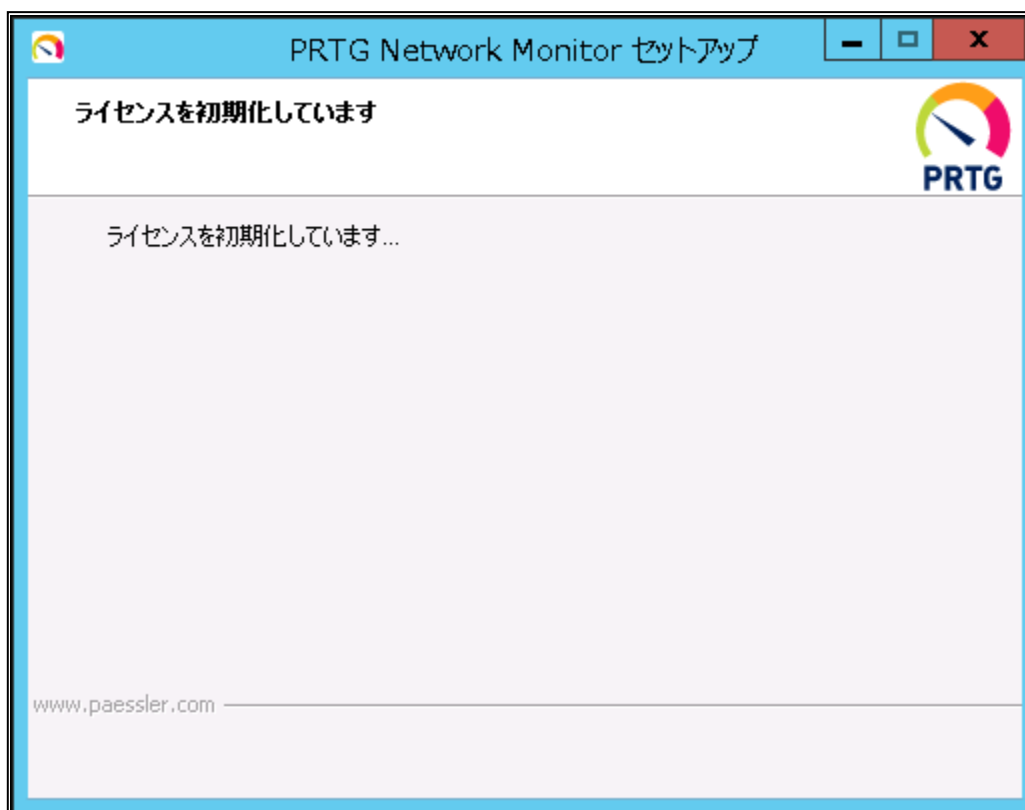 PRTG Network Monitor セットアップ
ライセンスを初期化しています
PRTG
ライセンスを初期化しています...
www.paessler.com